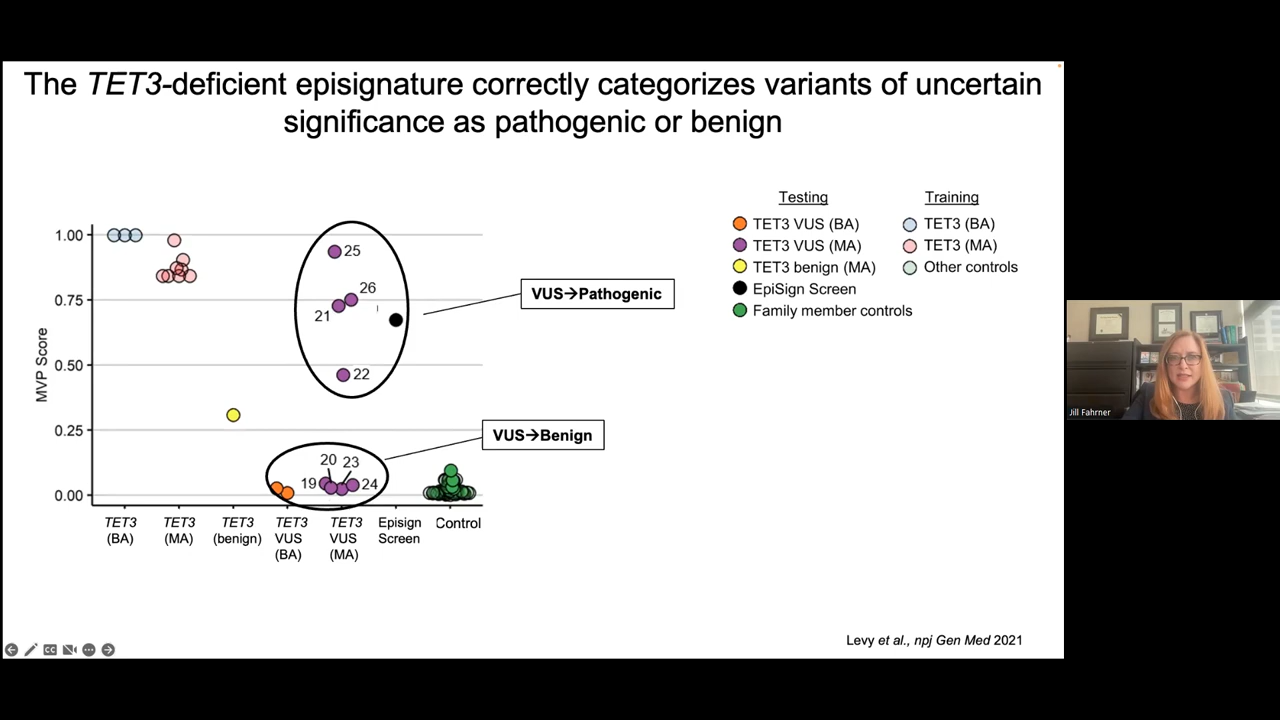 The TET3-deficient episignature correctly categorizes variants of uncertain
significance as pathogenic or benign
Testing
TET3 VUS (BA)
TET3 VUS (MA)
TET3 benign (MA)
EpiSign Screen
Family member controls
Training
TET3 (BA)
TET3 (MA)
Other controls
MVP Score
1.00
0.75
0.50
0.25
0.00
25
26
21
22
VUS→Pathogenic
VUS→Benign
20
23
19
24
TET3
(BA)
TET3
(MA)
TET3
(benign)
TET3
VUS
(BA)
TET3
VUS
(MA)
Episign
Screen
Control
Levy et al., npj Gen Med 2021
CC
Jill Fahrner